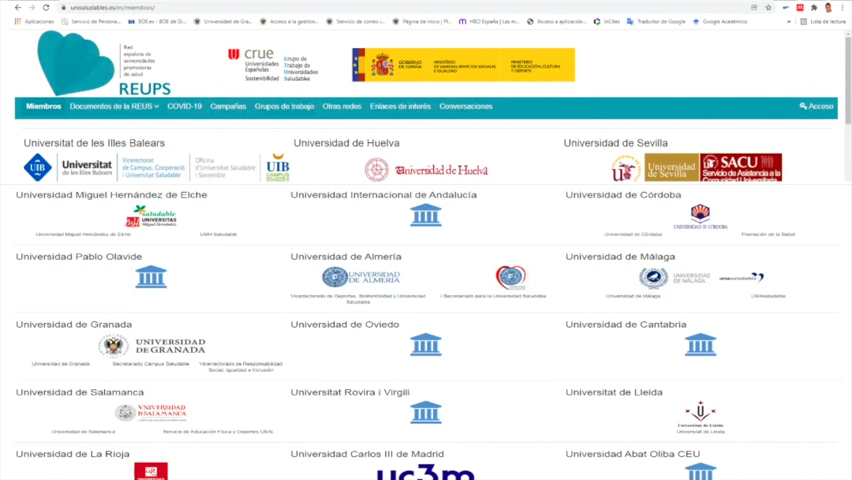 unisaludables.es/es/miembros/
Aplicaciones BOE.es - BOE de Di... Universidad de Gra... Acceso a la gestión... Servicio de correo u... Página de inicio | Pl... HBO España | Las m... Acceso a aplicación... InCites Traductor de Google Google Académico » Lista de lectura
Red
española de
universidades
promotoras
de salud
REUPS
crue
Universidades
Españolas
Sostenibilidad
Grupo de
Trabajo de
Universidades
Saludables
GOBIERNO
DE ESPAÑA
MINISTERIO
DE SANIDAD, SERVICIOS SOCIALES
E IGUALDAD
MINISTERIO
DE EDUCACIÓN, CULTURA
Y DEPORTE
Miembros Documentos de la REUS COVID-19 Campañas Grupos de trabajo Otras redes Enlaces de interés Conversaciones Acceso
Universitat de les Illes Balears Universidad de Huelva Universidad de Sevilla
UIB
Universitat
de les Illes Balears
Vicerectorat
de Campus, Cooperació
i Universitat Saludable
Oficina
d'Universitat Saludable
i Sostenible
UIB
Universidad de Huelva
Universidad
de Sevilla
SACU
Servicio de Asistencia a la
Comunidad Universitaria
Universidad Miguel Hernández de Elche Universidad Internacional de Andalucía Universidad de Córdoba
saludable
UNIVERSITAS
Miguel Hernández
UNIVERSIDAD D CÓRDOBA
Universidad Miguel Hernández de Elche UMH Saludable Universidad de Córdoba Promoción de la Salud
Universidad Pablo Olavide Universidad de Almería Universidad de Málaga
UNIVERSIDAD
DE ALMERÍA
UNIVERSIDAD
DE MÁLAGA
umasaludable
Vicerrectorado de Deportes, Sostenibilidad y Universidad
Saludable
I Secretariado para la Universidad Saludable
Universidad de Málaga UMAsaludable
Universidad de Granada Universidad de Oviedo Universidad de Cantabria
UNIVERSIDAD
DE GRANADA
Universidad de Granada Secretariado Campus Saludable Vicerrectorado de Responsabilidad
Social, Igualdad e Inclusión
Universidad de Salamanca Universitat Rovira i Virgili Universitat de Lleida
VNIVERSIDAD
D SALAMANCA
Universitat de Lleida
Universidad de Salamanca Servicio de Educación Física y Deportes USAL Universitat de Lleida
Universidad de La Rioja Universidad Carlos III de Madrid Universidad Abat Oliba CEU
UNIVERSIDAD
uc3m